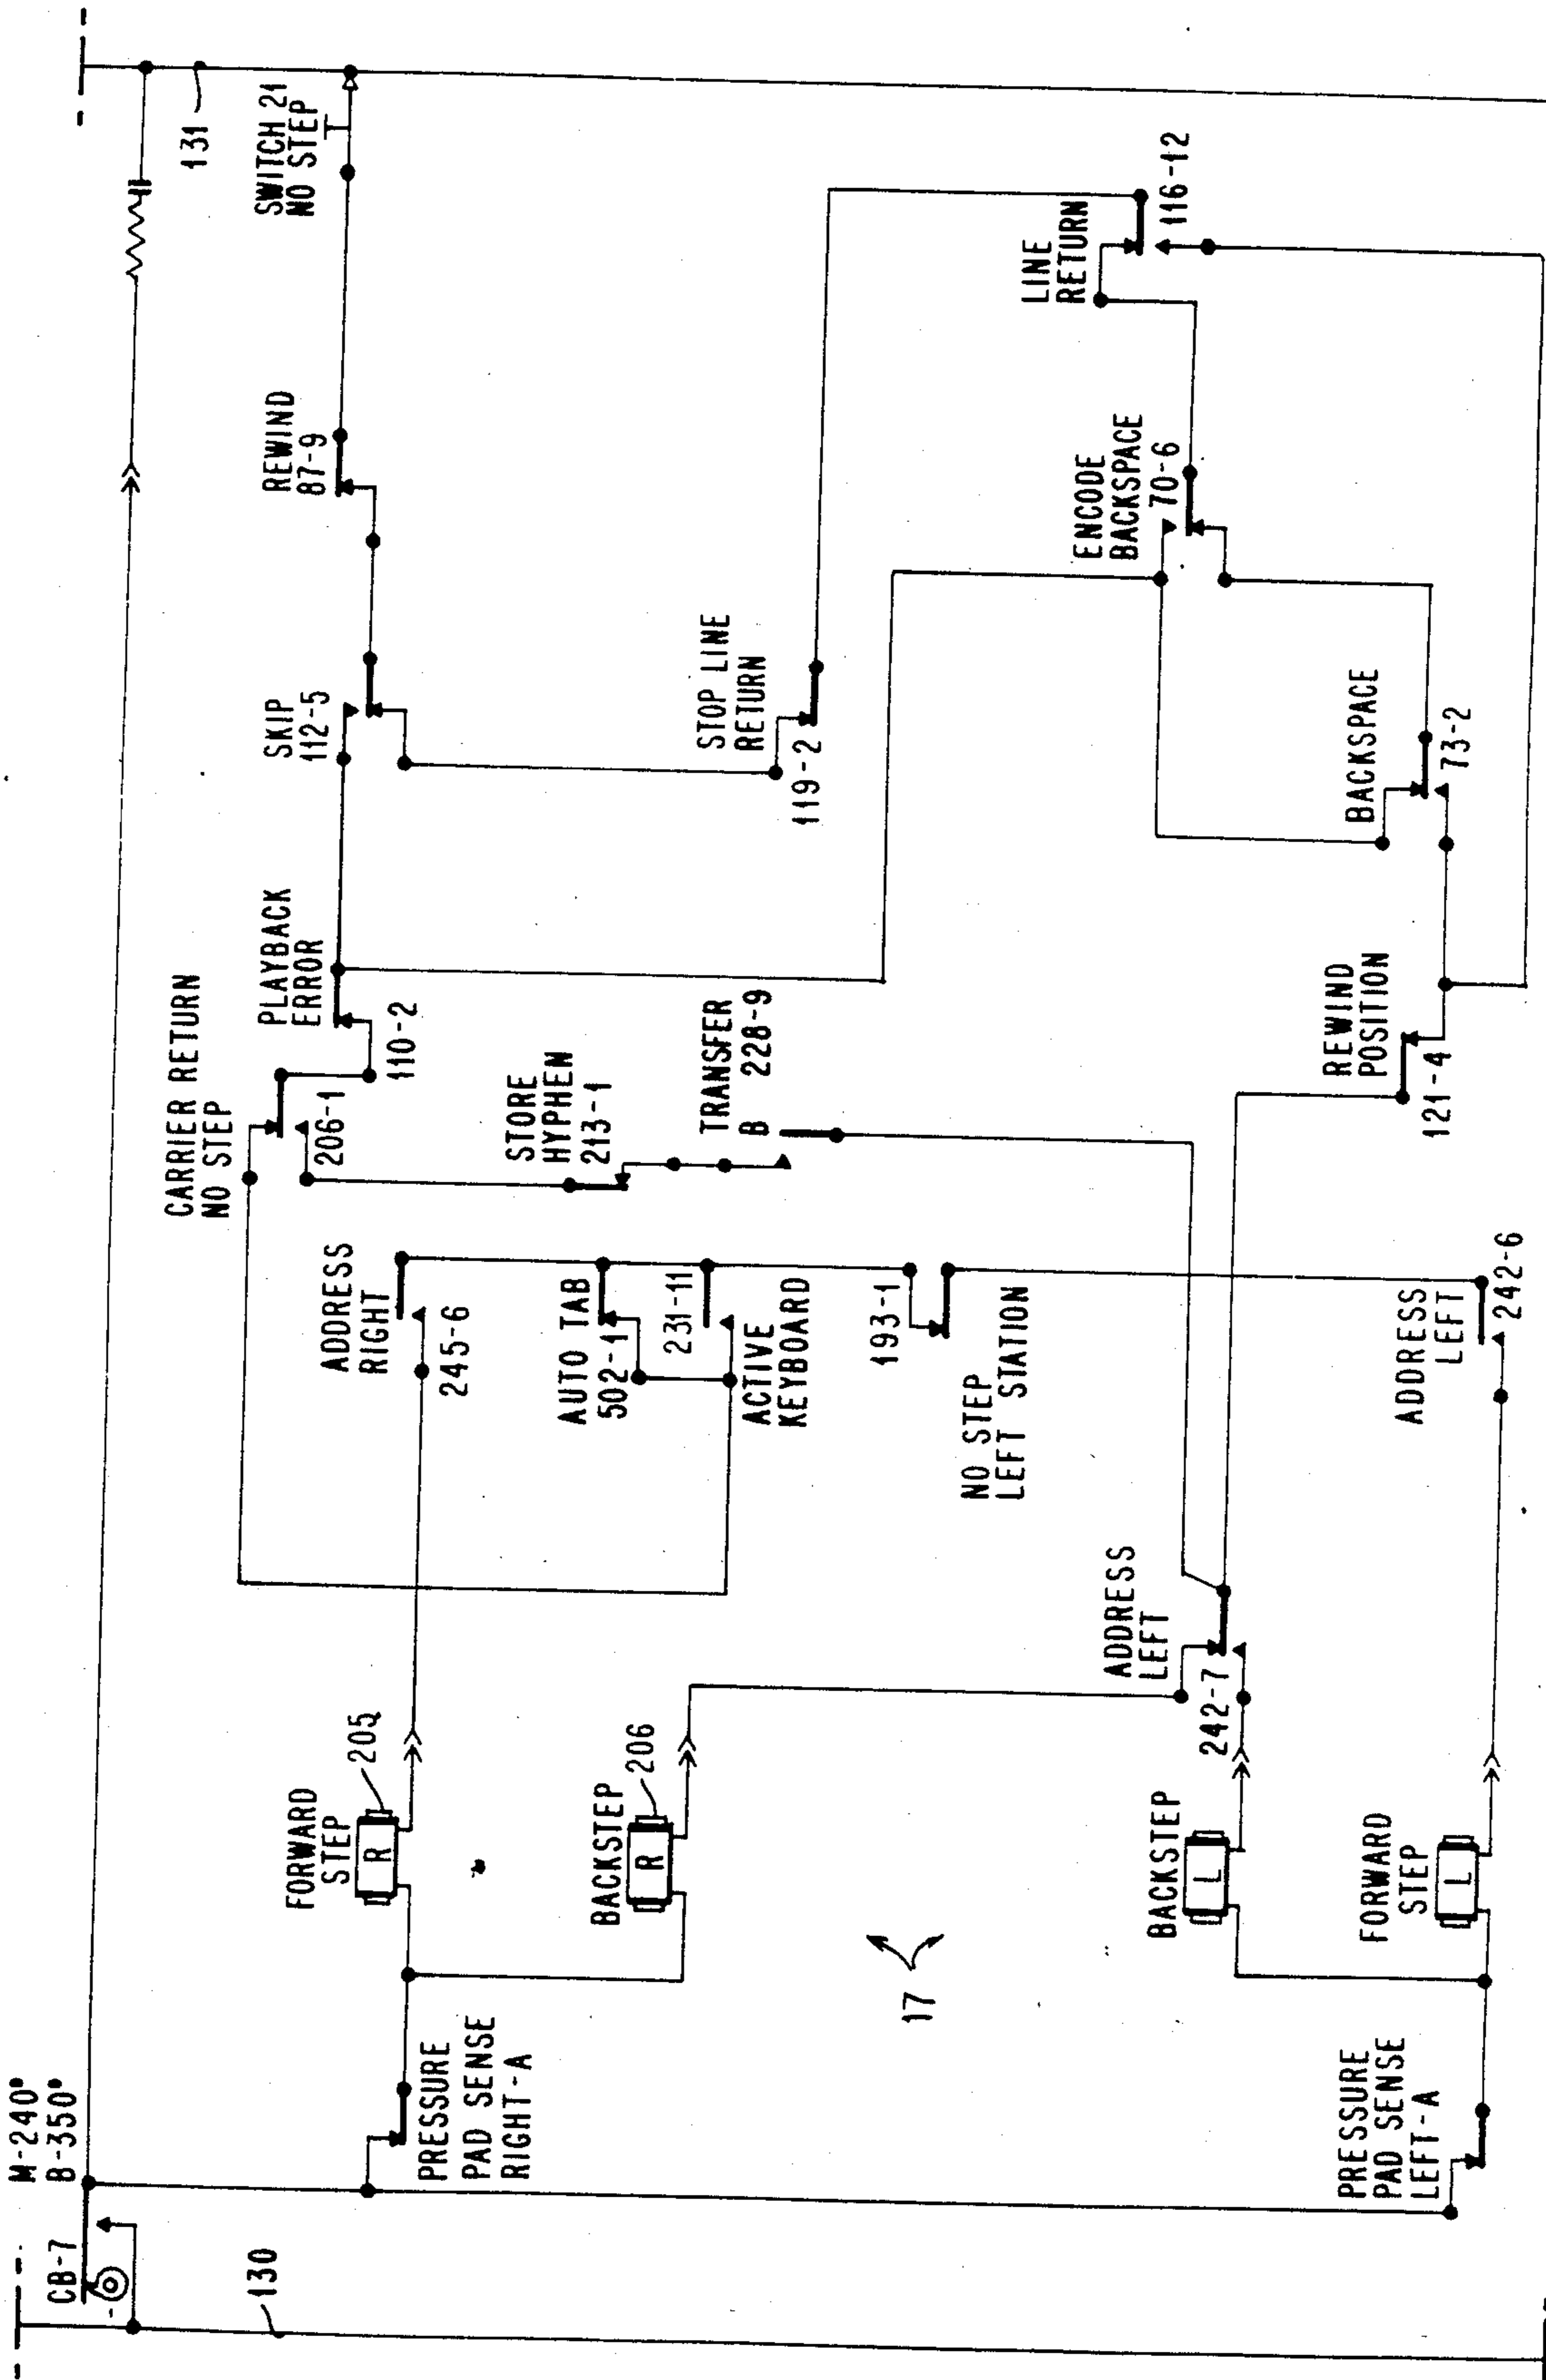 M-240°
B-350°
CB-7
130
131
SWITCH 21
NO STEP
REWIND
87-9
SKIP
112-5
PLAYBACK
ERROR
110-2
CARRIER RETURN
NO STEP
206-1
STORE
HYPHEN
213-1
TRANSFER
B 228-9
STOP LINE
RETURN
119-2
LINE
RETURN
116-12
ENCODE
BACKSPACE
70-6
BACKSPACE
73-2
REWIND
POSITION
121-4
ADDRESS
RIGHT
245-6
AUTO TAB
502-1
231-11
ACTIVE
KEYBOARD
193-1
NO STEP
LEFT STATION
ADDRESS
LEFT
242-6
ADDRESS
LEFT
242-7
FORWARD
STEP
R
205
BACKSTEP
R
206
BACKSTEP
L
FORWARD
STEP
L
17
PRESSURE
PAD SENSE
RIGHT-A
PRESSURE
PAD SENSE
LEFT-A